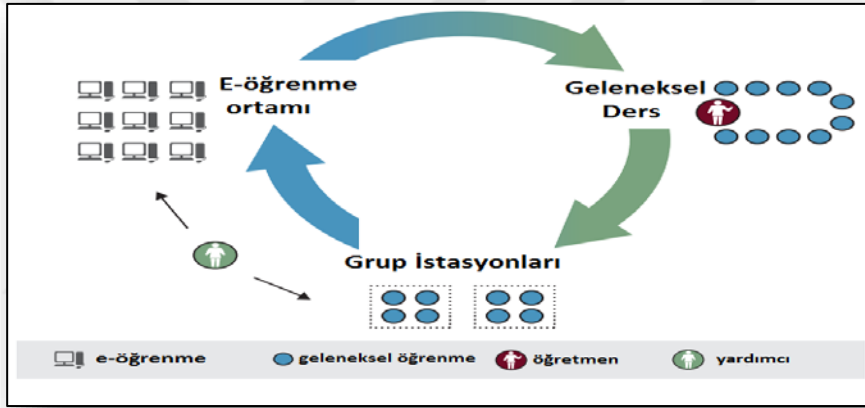 E-öğrenme
ortamı
Geleneksel
Ders
Grup İstasyonları
e-öğrenme
geleneksel öğrenme
öğretmen
yardımcı